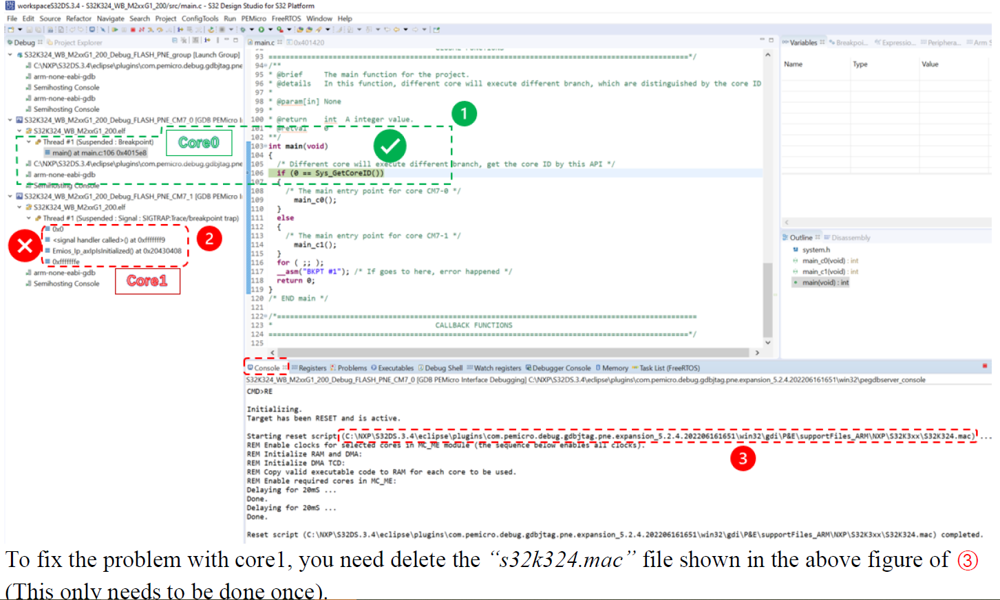 workspaceS32DS.3.4 - S32K324_WB_M2xxG1_200/src/main.c - S32 Design Studio for S32 Platform
File Edit Source Refactor Navigate Search Project ConfigTools Run PEMicro FreeRTOS Window Help
Debug Project Explorer
S32K324_WB_M2xxG1_200_Debug_FLASH_PNE_group [Launch Group]
C:\NXP\S32DS.3.4\eclipse\plugins\com.pemicro.debug.gdbjtag.pne
arm-none-eabi-gdb
Semihosting Console
arm-none-eabi-gdb
Semihosting Console
S32K324_WB_M2xxG1_200_Debug_FLASH_PNE_CM7_0 [GDB PEMicro I
S32K324_WB_M2xxG1_200.elf
Core0
Thread #1 (Suspended : Breakpoint)
main() at main.c:106 0x4015e8
C:\NXP\S32DS.3.4\eclipse\plugins\com.pemicro.debug.gdbjtag.pne
arm-none-eabi-gdb
Semihosting Console
S32K324_WB_M2xxG1_200_Debug_FLASH_PNE_CM7_1 [GDB PEMicro I
S32K324_WB_M2xxG1_200.elf
Thread #1 (Suspended : Signal : SIGTRAP:Trace/breakpoint trap)
0x0
<signal handler called>() at 0xfffffff9
Emios_Ip_axIpIsInitialized() at 0x20430408
0xfffffffe
2
arm-none-eabi-gdb
Semihosting Console
Core1
main.c 0x401420
GLOBAL FUNCTIONS
93 ==================================================================================================*/
94 /**
95 * @brief The main function for the project.
96 * @details In this function, different core will execute different branch, which are distinguished by the core ID
97 *
98 * @param[in] None
99 *
100 * @return int A integer value.
101 * @retval 0
102 **/
103 int main(void)
104 {
105 /* Different core will execute different branch, get the core ID by this API */
106 if (0 == Sys_GetCoreID())
107 {
108 /* The main entry point for core CM7-0 */
109 main_c0();
110 }
111 else
112 {
113 /* The main entry point for core CM7-1 */
114 main_c1();
115 }
116 for ( ;; );
117 __asm("BKPT #1"); /* If goes to here, error happened */
118 return 0;
119 }
120 /* END main */
121
122 /*==================================================================================================
123 * CALLBACK FUNCTIONS
124 ==================================================================================================*/
125
1
Variables Breakpoi... Expressio... Periphera... Arm S
Name Type Value
Outline Disassembly
system.h
main_c0(void) : int
main_c1(void) : int
main(void) : int
Console Registers Problems Executables Debug Shell Watch registers Debugger Console Memory Task List (FreeRTOS)
S32K324_WB_M2xxG1_200_Debug_FLASH_PNE_CM7_0 [GDB PEMicro Interface Debugging] C:\NXP\S32DS.3.4\eclipse\plugins\com.pemicro.debug.gdbjtag.pne.expansion_5.2.4.202206161651\win32\pegdbserver_console
CMD>RE
Initializing.
Target has been RESET and is active.
Starting reset script (C:\NXP\S32DS.3.4\eclipse\plugins\com.pemicro.debug.gdbjtag.pne.expansion_5.2.4.202206161651\win32\gdi\P&E\supportFiles_ARM\NXP\S32K3xx\S32K324.mac) ...
REM Enable clocks for selected cores in MC_ME module (the sequence below enables all clocks).
REM Initialize RAM and DMA:
REM Initialize DMA TCD:
REM Copy valid executable code to RAM for each core to be used.
REM Enable required cores in MC_ME:
Delaying for 20mS ...
Done.
Delaying for 20mS ...
Done.
3
Reset script (C:\NXP\S32DS.3.4\eclipse\plugins\com.pemicro.debug.gdbjtag.pne.expansion_5.2.4.202206161651\win32\gdi\P&E\supportFiles_ARM\NXP\S32K3xx\S32K324.mac) completed.
To fix the problem with core1, you need delete the “s32k324.mac” file shown in the above figure of ③
(This only needs to be done once).